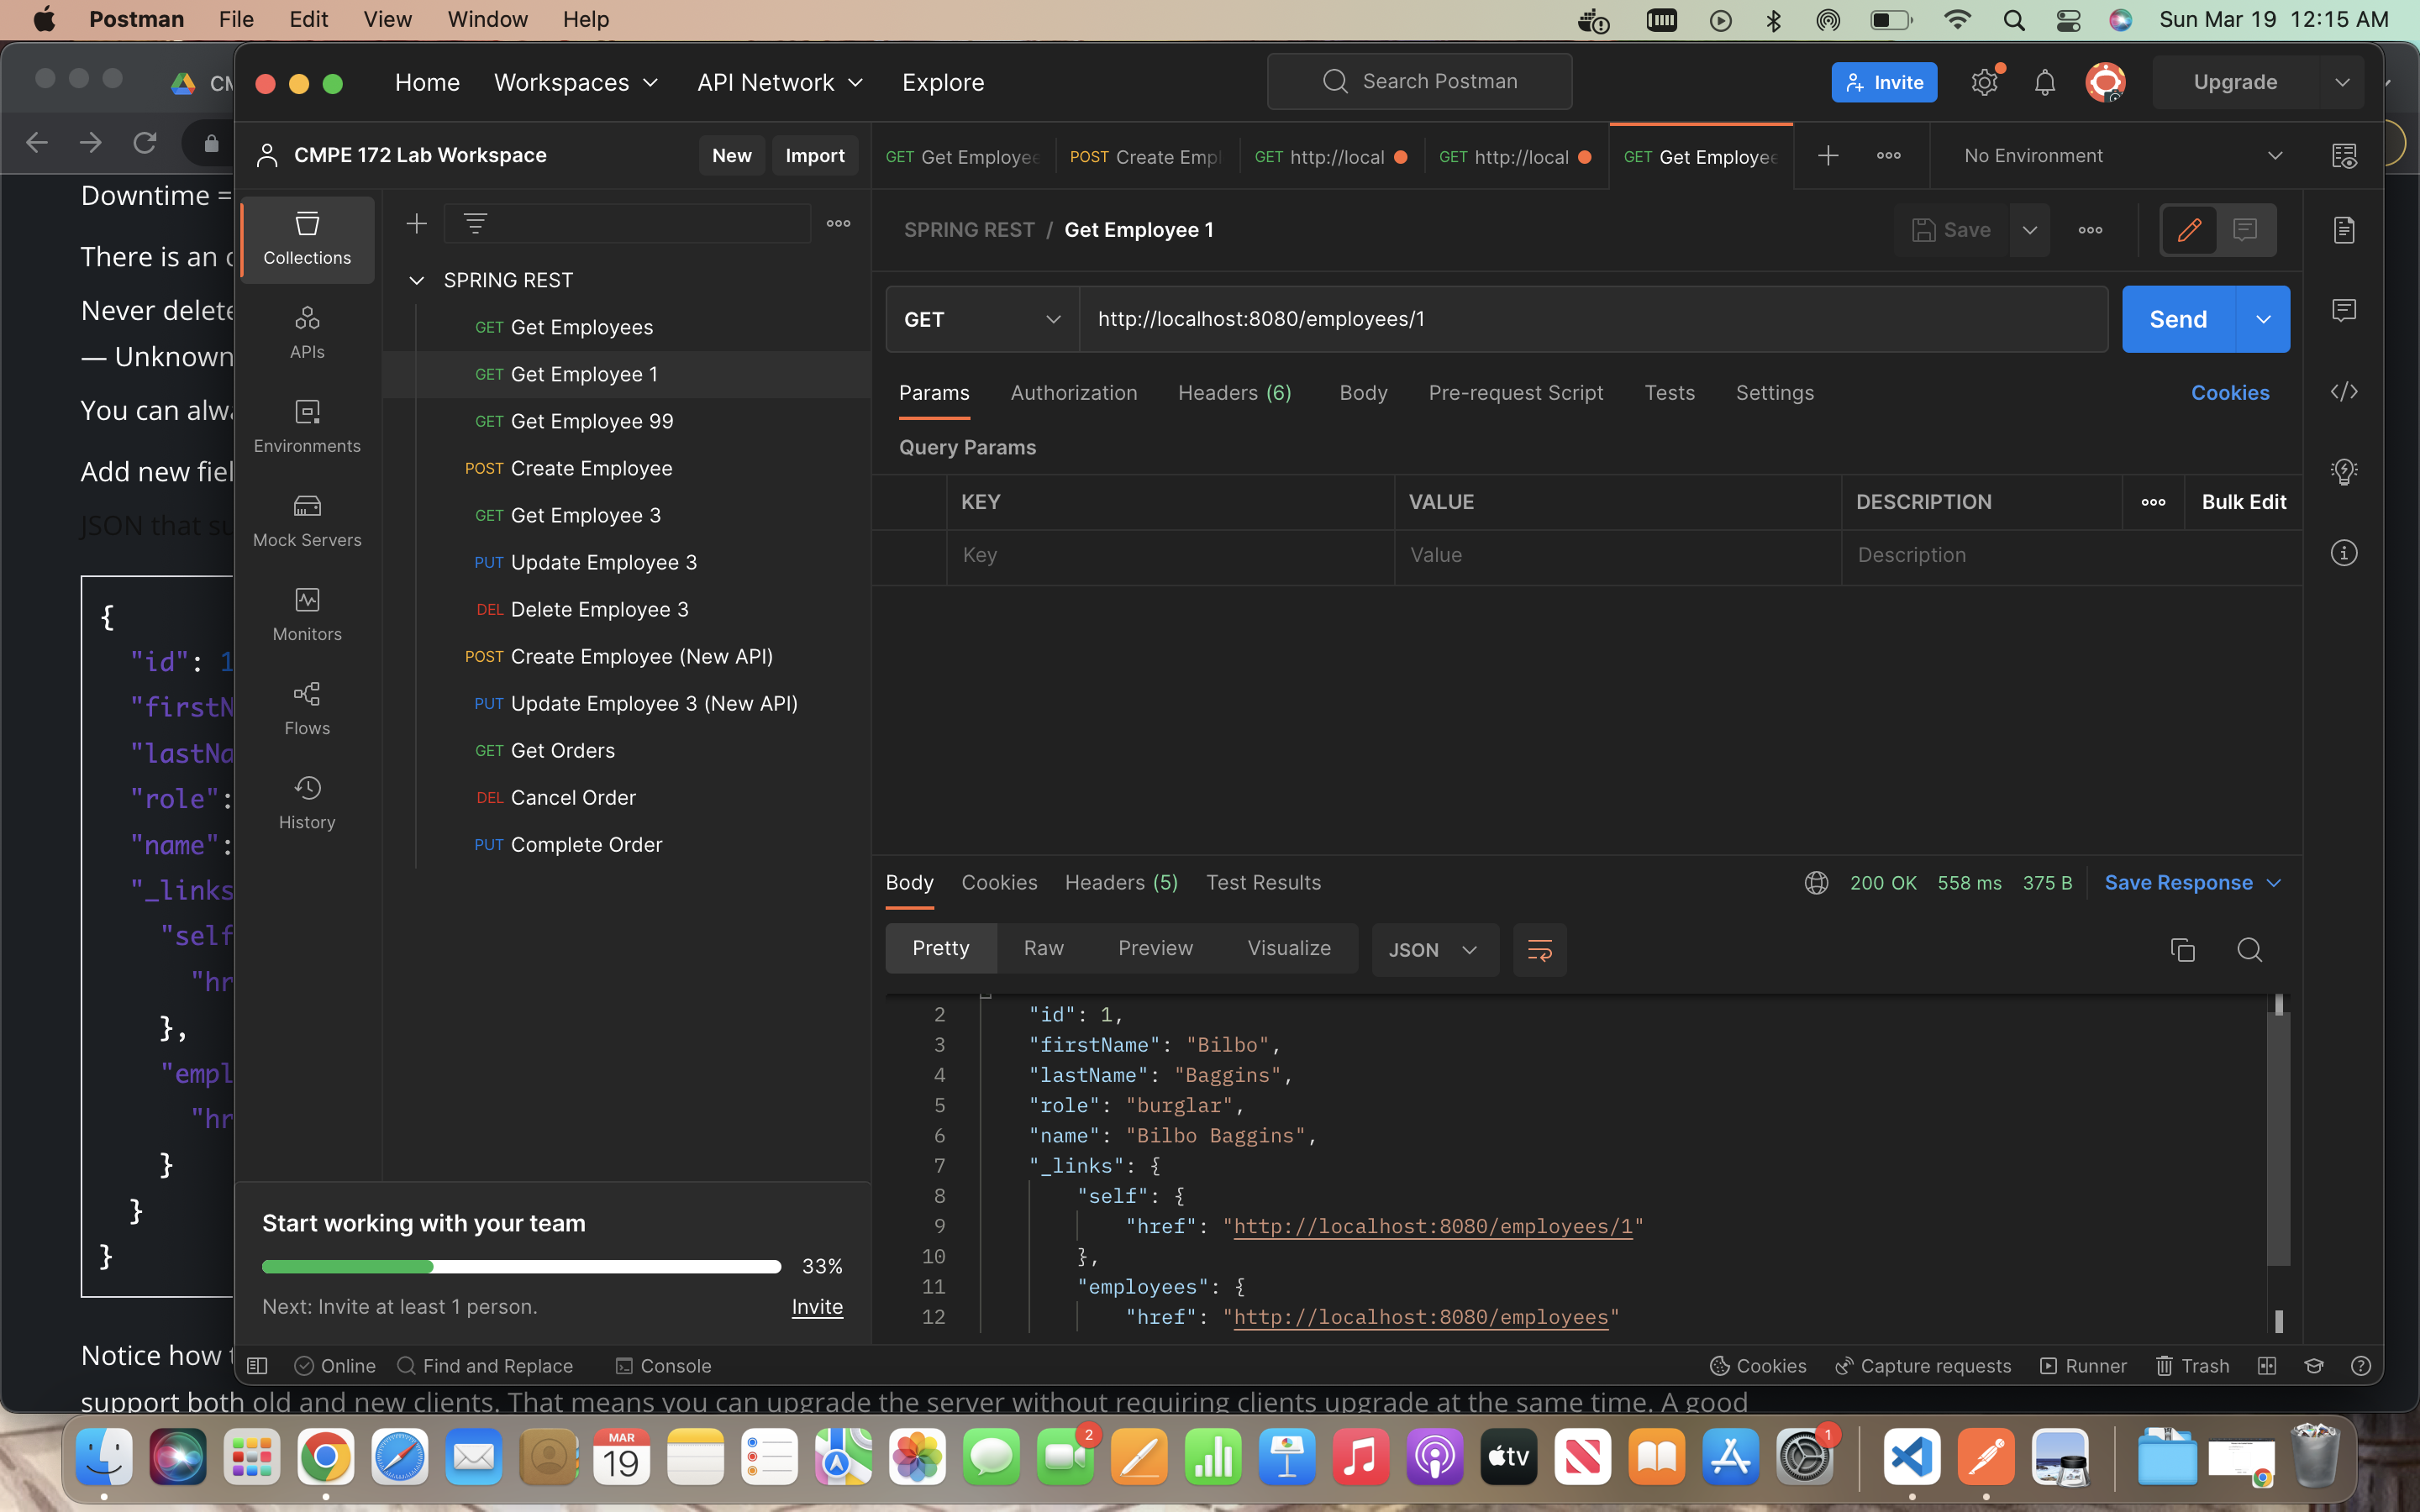 Postman File Edit View Window Help Sun Mar 19 12:15 AM
Home Workspaces API Network Explore Search Postman Invite Upgrade
CMPE 172 Lab Workspace New Import
GET Get Employee POST Create Empl GET http://local GET http://local GET Get Employee No Environment
Collections
APIs
Environments
Mock Servers
Monitors
Flows
History
SPRING REST
GET Get Employees
GET Get Employee 1
GET Get Employee 99
POST Create Employee
GET Get Employee 3
PUT Update Employee 3
DEL Delete Employee 3
POST Create Employee (New API)
PUT Update Employee 3 (New API)
GET Get Orders
DEL Cancel Order
PUT Complete Order
Start working with your team
33%
Next: Invite at least 1 person. Invite
SPRING REST / Get Employee 1 Save
GET http://localhost:8080/employees/1 Send
Params Authorization Headers (6) Body Pre-request Script Tests Settings Cookies
Query Params
KEY VALUE DESCRIPTION Bulk Edit
Key Value Description
Body Cookies Headers (5) Test Results 200 OK 558 ms 375 B Save Response
Pretty Raw Preview Visualize JSON
2 "id": 1,
3 "firstName": "Bilbo",
4 "lastName": "Baggins",
5 "role": "burglar",
6 "name": "Bilbo Baggins",
7 "_links": {
8 "self": {
9 "href": "http://localhost:8080/employees/1"
10 },
11 "employees": {
12 "href": "http://localhost:8080/employees"
Online Find and Replace Console Cookies Capture requests Runner Trash
CM
Downtime =
There is an
Never delete
— Unknown
You can alwa
Add new fiel
JSON that su
{
"id": 1
"firstN
"lastNa
"role":
"name":
"_links
"self
"hr
},
"empl
"hr
}
}
}
Notice how t
support both old and new clients. That means you can upgrade the server without requiring clients upgrade at the same time. A good
MAR
19
2
tv
1